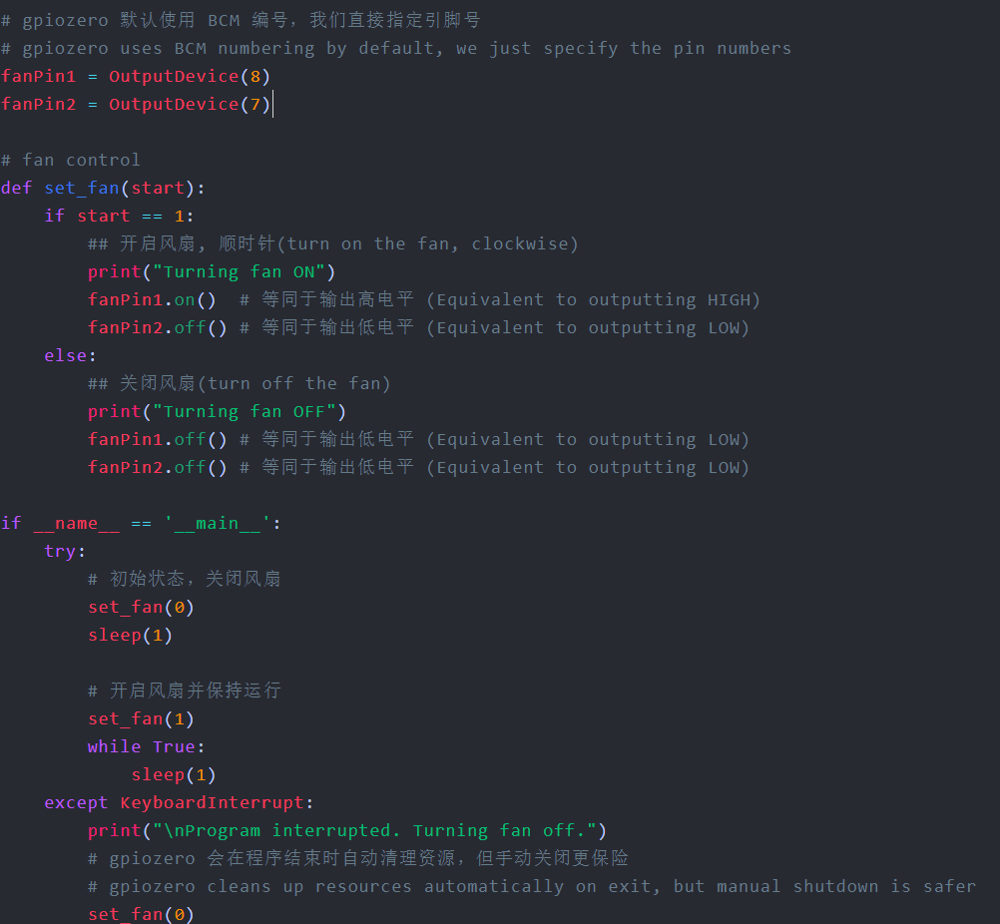 # gpiozero 默认使用 BCM 编号，我们直接指定引脚号
# gpiozero uses BCM numbering by default, we just specify the pin numbers
fanPin1 = OutputDevice(8)
fanPin2 = OutputDevice(7)
# fan control
def set_fan(start):
    if start == 1:
        ## 开启风扇, 顺时针(turn on the fan, clockwise)
        print("Turning fan ON")
        fanPin1.on()  # 等同于输出高电平 (Equivalent to outputting HIGH)
        fanPin2.off() # 等同于输出低电平 (Equivalent to outputting LOW)
    else:
        ## 关闭风扇(turn off the fan)
        print("Turning fan OFF")
        fanPin1.off() # 等同于输出低电平 (Equivalent to outputting LOW)
        fanPin2.off() # 等同于输出低电平 (Equivalent to outputting LOW)
if __name__ == '__main__':
    try:
        # 初始状态，关闭风扇
        set_fan(0)
        sleep(1)
        # 开启风扇并保持运行
        set_fan(1)
        while True:
            sleep(1)
    except KeyboardInterrupt:
        print("\nProgram interrupted. Turning fan off.")
        # gpiozero 会在程序结束时自动清理资源，但手动关闭更保险
        # gpiozero cleans up resources automatically on exit, but manual shutdown is safer
        set_fan(0)